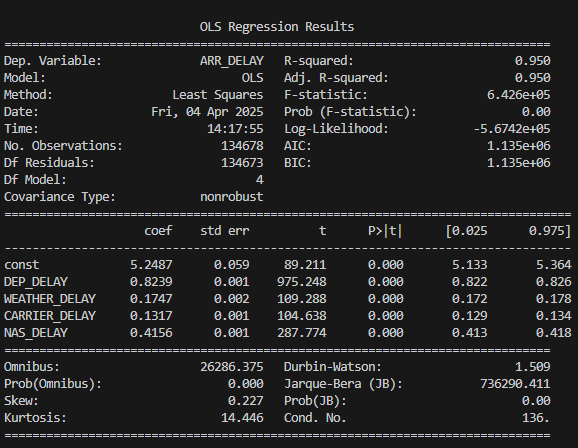 OLS Regression Results
==============================================================================
Dep. Variable: ARR_DELAY R-squared: 0.950
Model: OLS Adj. R-squared: 0.950
Method: Least Squares F-statistic: 6.426e+05
Date: Fri, 04 Apr 2025 Prob (F-statistic): 0.00
Time: 14:17:55 Log-Likelihood: -5.6742e+05
No. Observations: 134678 AIC: 1.135e+06
Df Residuals: 134673 BIC: 1.135e+06
Df Model: 4
Covariance Type: nonrobust
=================================================================================
coef std err t P>|t| [0.025 0.975]
---------------------------------------------------------------------------------
const 5.2487 0.059 89.211 0.000 5.133 5.364
DEP_DELAY 0.8239 0.001 975.248 0.000 0.822 0.826
WEATHER_DELAY 0.1747 0.002 109.288 0.000 0.172 0.178
CARRIER_DELAY 0.1317 0.001 104.638 0.000 0.129 0.134
NAS_DELAY 0.4156 0.001 287.774 0.000 0.413 0.418
==============================================================================
Omnibus: 26286.375 Durbin-Watson: 1.509
Prob(Omnibus): 0.000 Jarque-Bera (JB): 736290.411
Skew: 0.227 Prob(JB): 0.00
Kurtosis: 14.446 Cond. No. 136.
==============================================================================